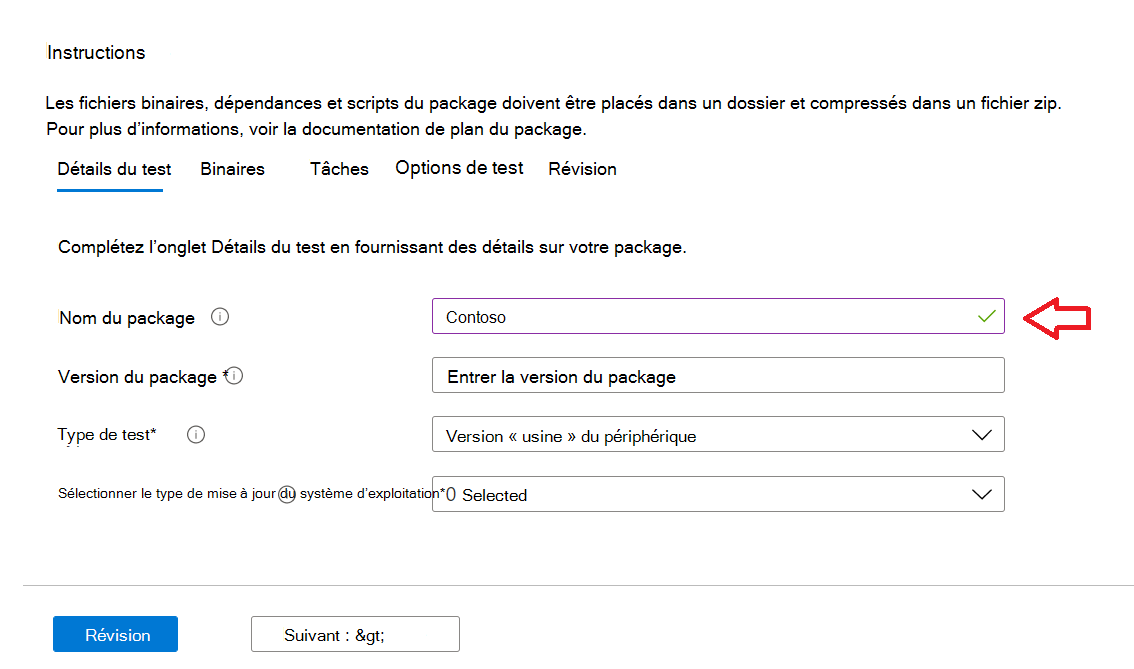 Instructions
Les fichiers binaires, dépendances et scripts du package doivent être placés dans un dossier et compressés dans un fichier zip.
Pour plus d’informations, voir la documentation de plan du package.
Détails du test Binaires Tâches Options de test Révision
Complétez l’onglet Détails du test en fournissant des détails sur votre package.
Nom du package Contoso
Version du package * Entrer la version du package
Type de test* Version « usine » du périphérique
Sélectionner le type de mise à jour du système d’exploitation* 0 Selected
Révision Suivant : &gt;